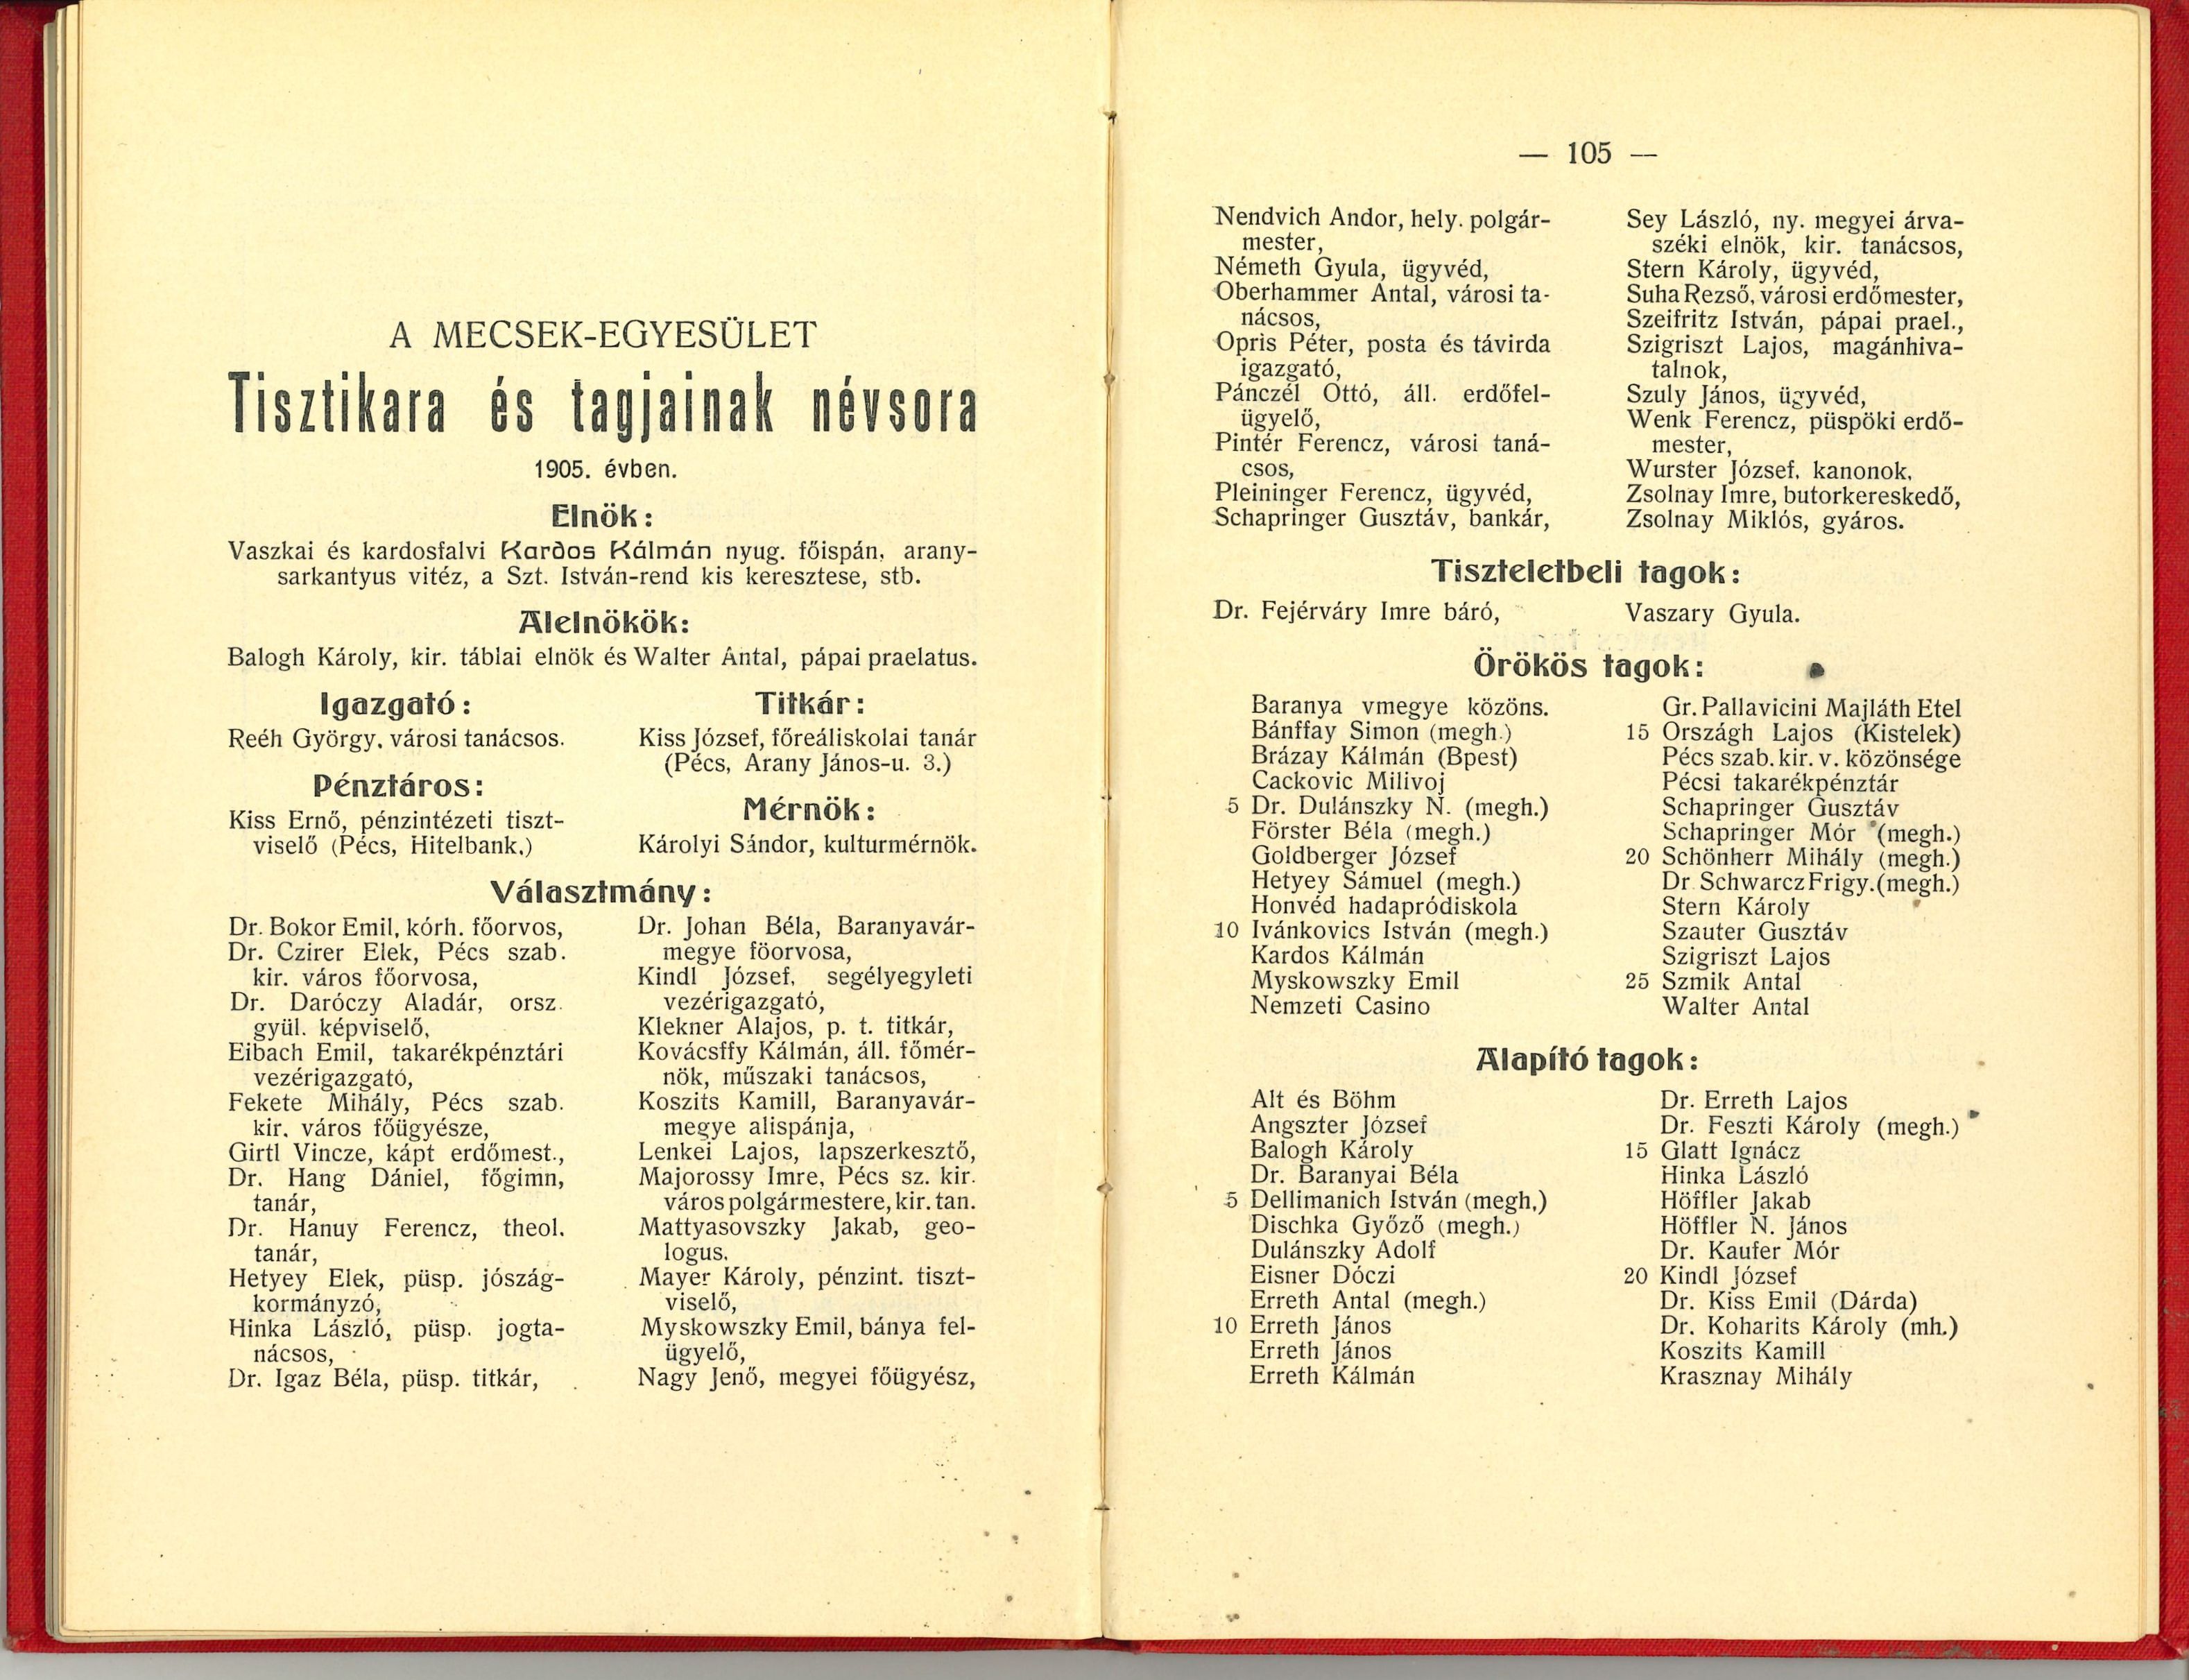 A MECSEK-EGYESÜLET
Tisztikara és tagjainak névsora
1905. évben.
Elnök:
Vaszkai és kardosfalvi Kardos Kálmán nyug. főispán, arany-
sarkantyus vitéz, a Szt. István-rend kis keresztese, stb.
Alelnökök:
Balogh Károly, kir. táblai elnök és Walter Antal, pápai praelatus.
Igazgató:
Reéh György, városi tanácsos.
Pénztáros:
Kiss Ernő, pénzintézeti tiszt-
viselő (Pécs, Hitelbank.)
Titkár:
Kiss József, főreáliskolai tanár
(Pécs, Arany János-u. 3.)
Mérnök:
Károlyi Sándor, kulturmérnök.
Választmány:
Dr. Bokor Emil, kórh. főorvos,
Dr. Czirer Elek, Pécs szab.
kir. város főorvosa,
Dr. Daróczy Aladár, orsz.
gyül. képviselő,
Eibach Emil, takarékpénztári
vezérigazgató,
Fekete Mihály, Pécs szab.
kir. város főügyésze,
Girtl Vincze, kápt erdőmest.,
Dr. Hang Dániel, főgimn,
tanár,
Dr. Hanuy Ferencz, theol.
tanár,
Hetyey Elek, püsp. jószág-
kormányzó,
Hinka László, püsp. jogta-
nácsos,
Dr. Igaz Béla, püsp. titkár,
Dr. Johan Béla, Baranyavár-
megye föorvosa,
Kindl József, segélyegyleti
vezérigazgató,
Klekner Alajos, p. t. titkár,
Kovácsffy Kálmán, áll. főmér-
nök, műszaki tanácsos,
Koszits Kamill, Baranyavár-
megye alispánja,
Lenkei Lajos, lapszerkesztő,
Majorossy Imre, Pécs sz. kir.
város polgármestere, kir. tan.
Mattyasovszky Jakab, geo-
logus.
Mayer Károly, pénzint. tiszt-
viselő,
Myskowszky Emil, bánya fel-
ügyelő,
Nagy Jenő, megyei főügyész,
— 105 —
Nendvich Andor, hely. polgár-
mester,
Németh Gyula, ügyvéd,
Oberhammer Antal, városi ta-
nácsos,
Opris Péter, posta és távirda
igazgató,
Pánczél Ottó, áll. erdőfel-
ügyelő,
Pintér Ferencz, városi taná-
csos,
Pleininger Ferencz, ügyvéd,
Schapringer Gusztáv, bankár,
Sey László, ny. megyei árva-
széki elnök, kir. tanácsos,
Stern Károly, ügyvéd,
Suha Rezső, városi erdőmester,
Szeifritz István, pápai prael.,
Szigriszt Lajos, magánhiva-
talnok,
Szuly János, ügyvéd,
Wenk Ferencz, püspöki erdő-
mester,
Wurster József, kanonok,
Zsolnay Imre, butorkereskedő,
Zsolnay Miklós, gyáros.
Tiszteletbeli tagok:
Dr. Fejérváry Imre báró,
Vaszary Gyula.
Örökös tagok:
Baranya vmegye közöns.
Bánffay Simon (megh.)
Brázay Kálmán (Bpest)
Cackovic Milivoj
5 Dr. Dulánszky N. (megh.)
Förster Béla (megh.)
Goldberger József
Hetyey Sámuel (megh.)
Honvéd hadapródiskola
10 Ivánkovics István (megh.)
Kardos Kálmán
Myskowszky Emil
Nemzeti Casino
Gr. Pallavicini Majláth Etel
15 Országh Lajos (Kistelek)
Pécs szab. kir. v. közönsége
Pécsi takarékpénztár
Schapringer Gusztáv
Schapringer Mór (megh.)
20 Schönherr Mihály (megh.)
Dr. Schwarcz Frigy. (megh.)
Stern Károly
Szauter Gusztáv
Szigriszt Lajos
25 Szmik Antal
Walter Antal
Alapító tagok:
Alt és Böhm
Angszter József
Balogh Károly
Dr. Baranyai Béla
5 Dellimanich István (megh.)
Dischka Győző (megh.)
Dulánszky Adolf
Eisner Dóczi
Erreth Antal (megh.)
10 Erreth János
Erreth János
Erreth Kálmán
Dr. Erreth Lajos
Dr. Feszti Károly (megh.)
15 Glatt Ignácz
Hinka László
Höffler Jakab
Höffler N. János
Dr. Kaufer Mór
20 Kindl József
Dr. Kiss Emil (Dárda)
Dr. Koharits Károly (mh.)
Koszits Kamill
Krasznay Mihály